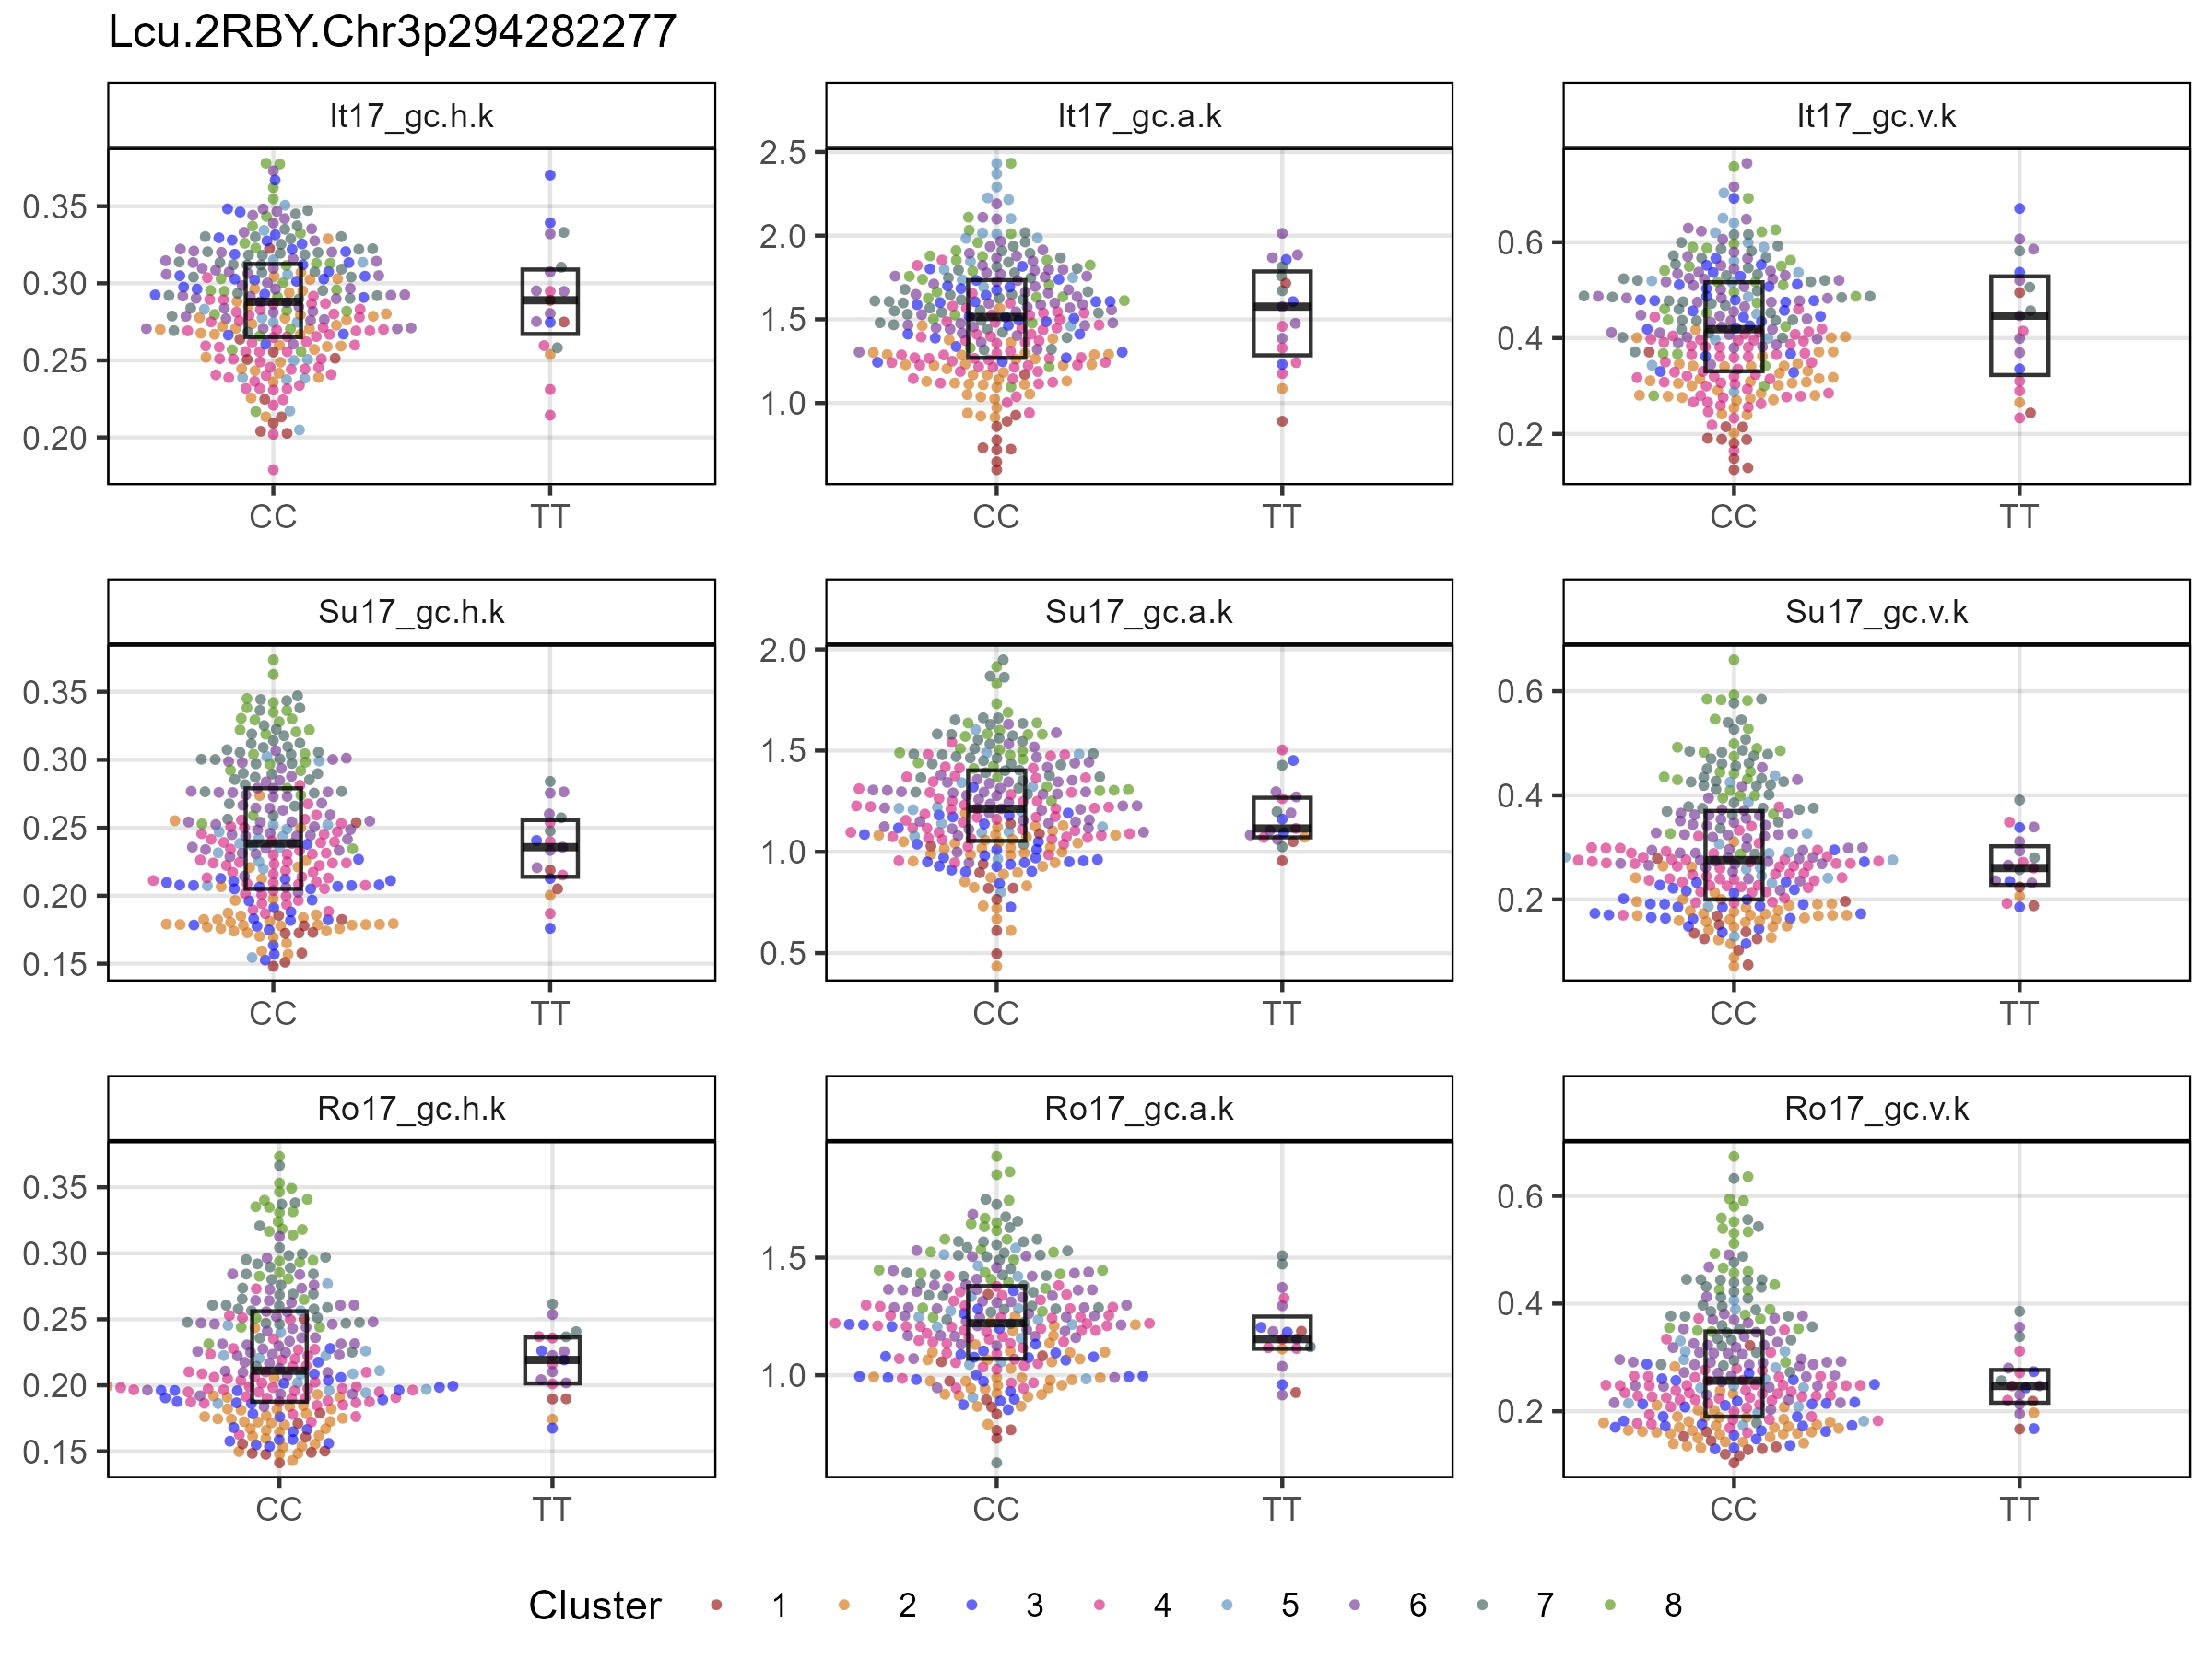 Lcu.2RBY.Chr3p294282277
It17_gc.h.k
It17_gc.a.k
It17_gc.v.k
0.35
0.30
0.25
0.20
CC
TT
2.5
2.0
1.5
1.0
CC
TT
0.6
0.4
0.2
CC
TT
Su17_gc.h.k
Su17_gc.a.k
Su17_gc.v.k
0.35
0.30
0.25
0.20
0.15
CC
TT
2.0
1.5
1.0
0.5
CC
TT
0.6
0.4
0.2
CC
TT
Ro17_gc.h.k
Ro17_gc.a.k
Ro17_gc.v.k
0.35
0.30
0.25
0.20
0.15
CC
TT
1.5
1.0
CC
TT
0.6
0.4
0.2
CC
TT
Cluster 1 2 3 4 5 6 7 8